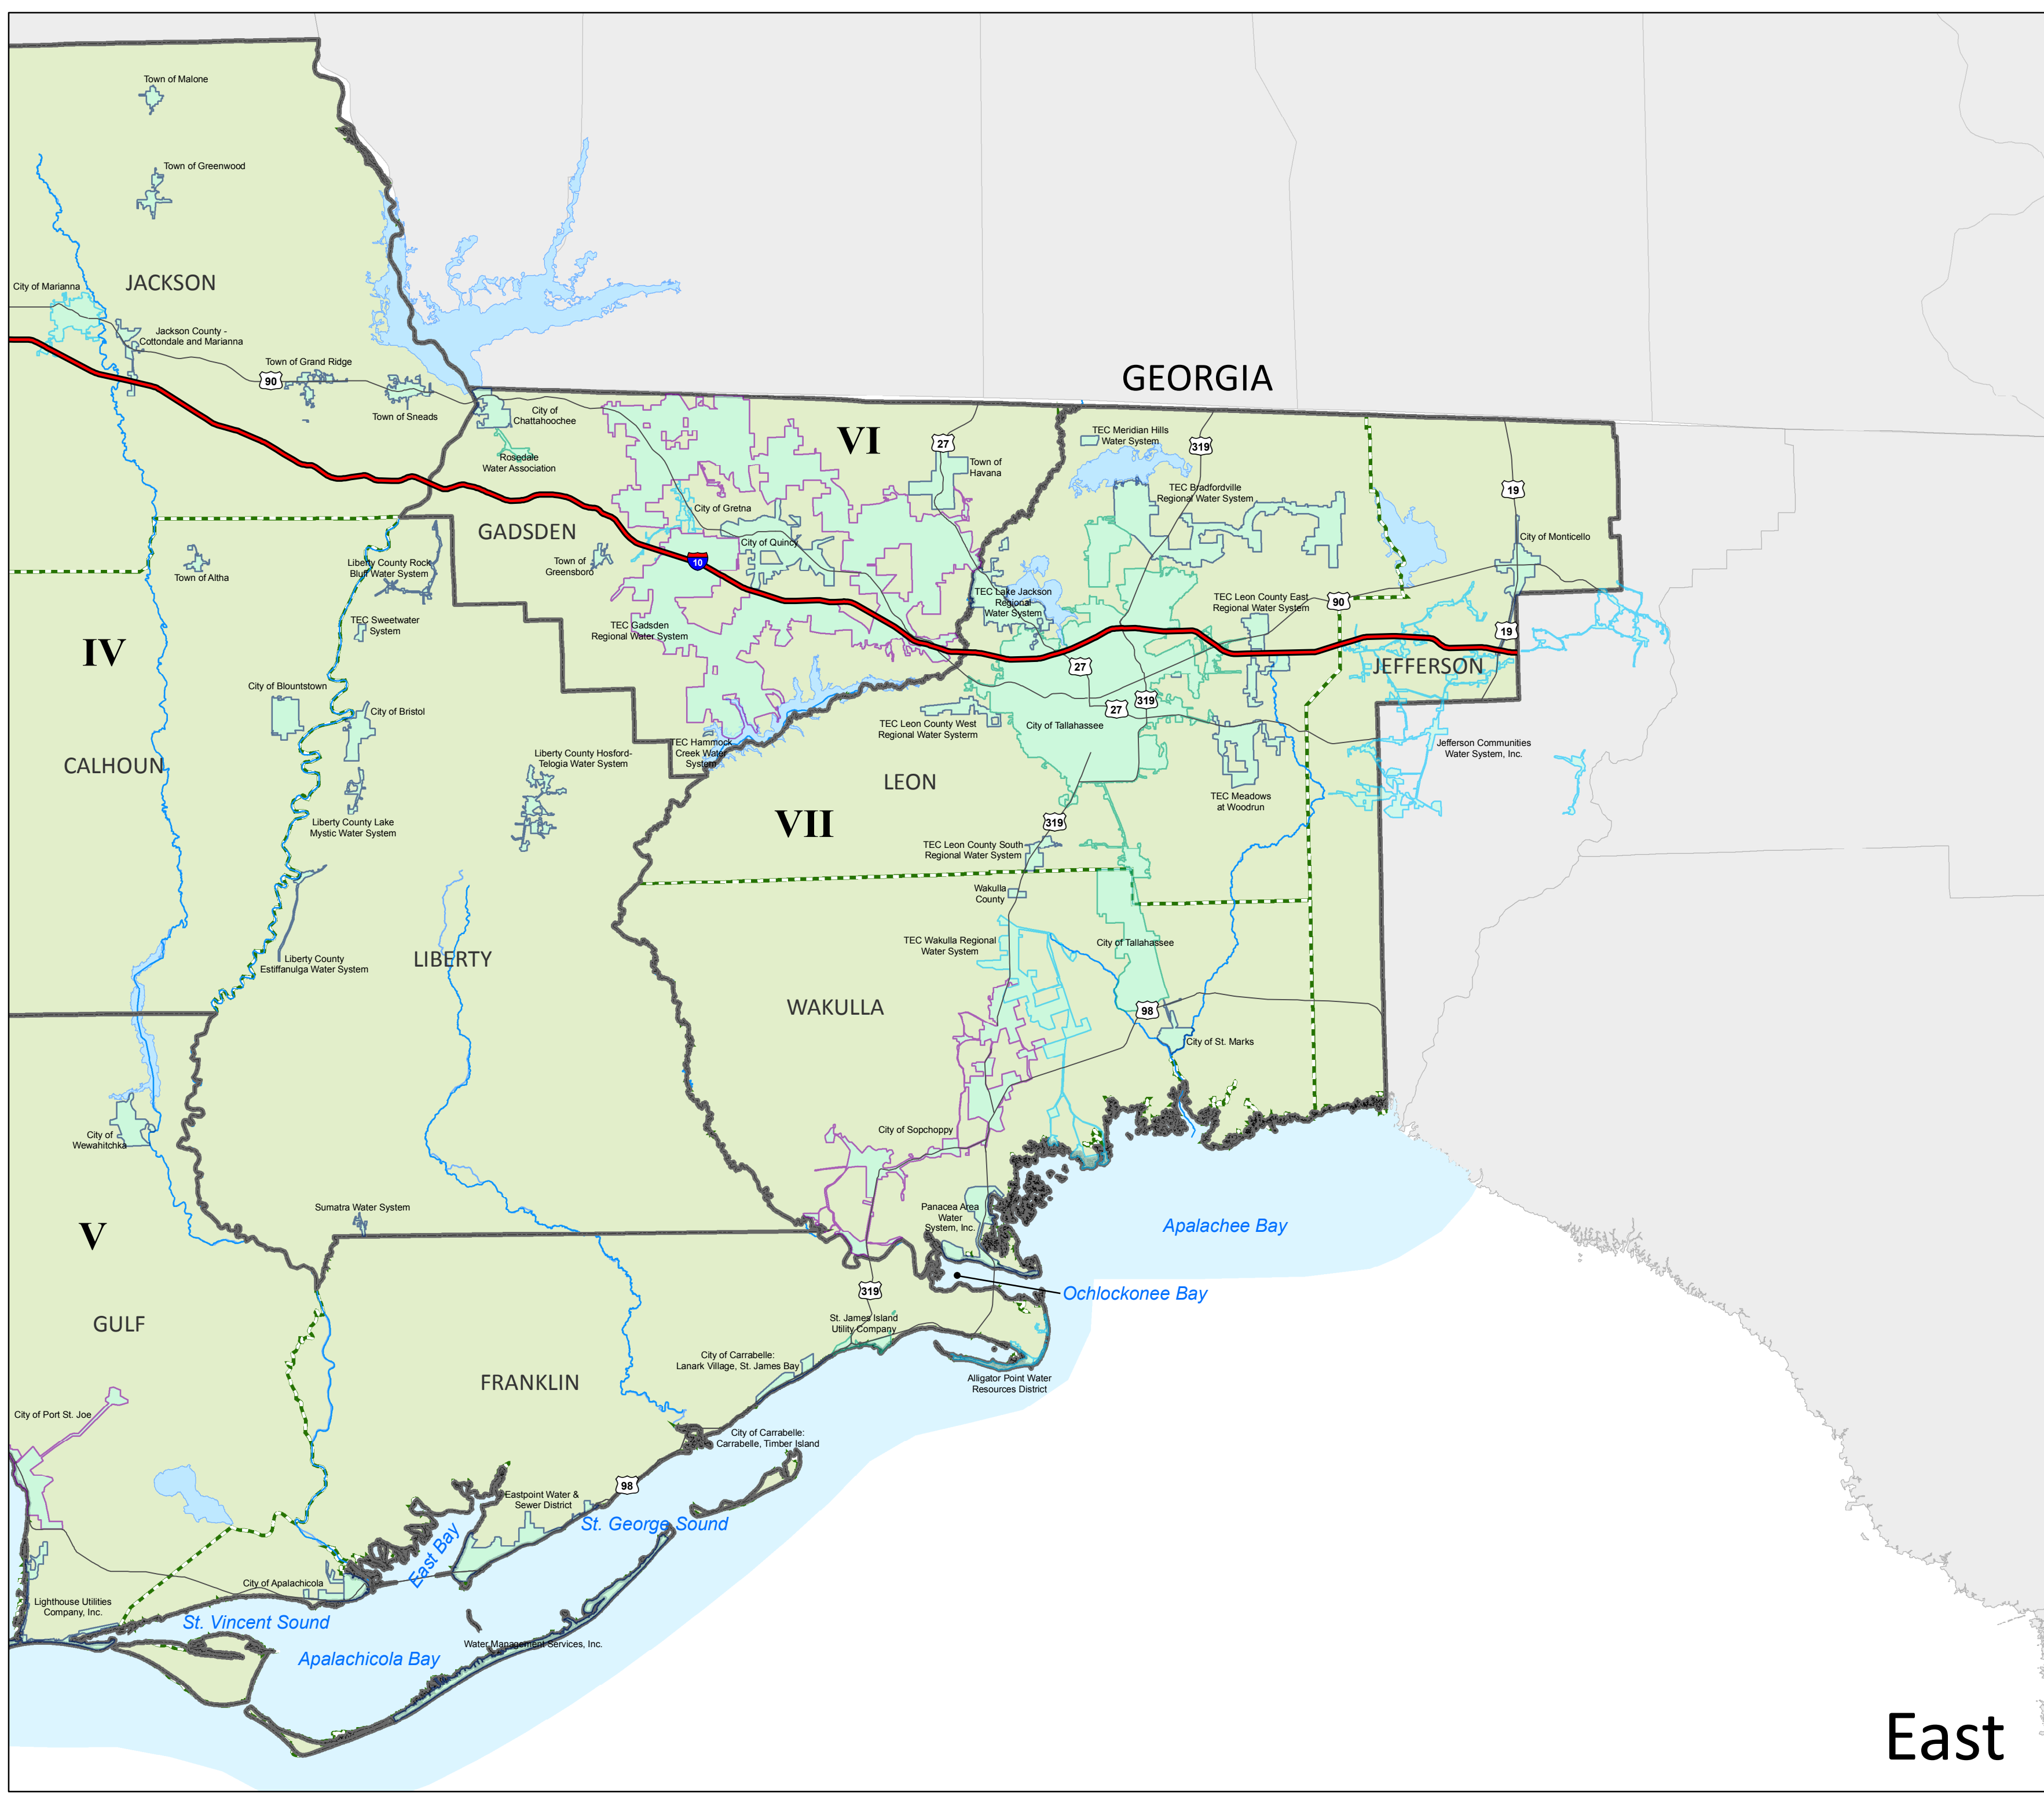 Town of Malone
Town of Greenwood
JACKSON
City of Marianna
Jackson County -
Cottondale and Marianna
Town of Grand Ridge
90
Town of Sneads
GEORGIA
City of
Chattahoochee
Rosedale
Water Association
VI
27
Town of
Havana
TEC Meridian Hills
Water System
319
TEC Bradfordville
Regional Water System
19
City of Gretna
GADSDEN
City of Quincy
Town of
Greensboro
10
City of Monticello
Town of Altha
Liberty County Rock
Bluff Water System
TEC Lake Jackson
Regional
Water System
TEC Leon County East
Regional Water System
90
TEC Sweetwater
System
TEC Gadsden
Regional Water System
19
IV
27
JEFFERSON
City of Blountstown
City of Bristol
319
27
TEC Leon County West
Regional Water Systerm
City of Tallahassee
TEC Hammock
Creek Water
System
Liberty County Hosford-
Telogia Water System
Jefferson Communities
Water System, Inc.
CALHOUN
LEON
TEC Meadows
at Woodrun
Liberty County Lake
Mystic Water System
VII
319
TEC Leon County South
Regional Water System
Wakulla
County
TEC Wakulla Regional
Water System
City of Tallahassee
Liberty County
Estiffanulga Water System
LIBERTY
WAKULLA
98
City of St. Marks
City of
Wewahitchka
City of Sopchoppy
Sumatra Water System
Panacea Area
Water
System, Inc.
V
Apalachee Bay
Ochlockonee Bay
319
GULF
St. James Island
Utility Company
City of Carrabelle:
Lanark Village, St. James Bay
FRANKLIN
Alligator Point Water
Resources District
City of Port St. Joe
City of Carrabelle:
Carrabelle, Timber Island
98
Eastpoint Water &
Sewer District
St. George Sound
East Bay
City of Apalachicola
Lighthouse Utilities
Company, Inc.
St. Vincent Sound
Water Management Services, Inc.
Apalachicola Bay
East